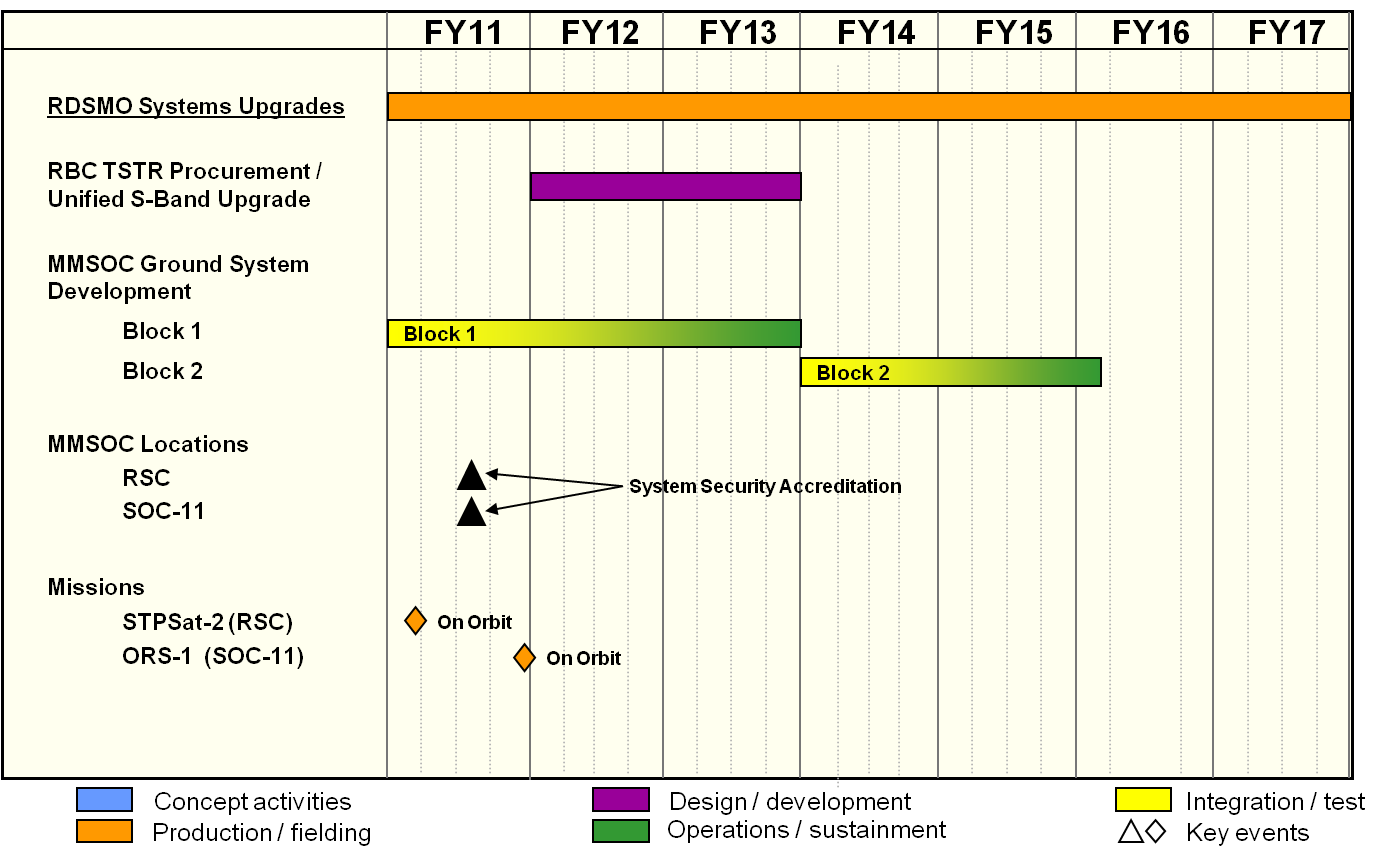 FY11 FY12 FY13 FY14 FY15 FY16 FY17
RDSMO Systems Upgrades
RBC TSTR Procurement /
Unified S-Band Upgrade
MMSOC Ground System
Development
Block 1 Block 1
Block 2 Block 2
MMSOC Locations
RSC
System Security Accreditation
SOC-11
Missions
STPSat-2 (RSC) On Orbit
ORS-1 (SOC-11) On Orbit
Concept activities Design / development Integration / test
Production / fielding Operations / sustainment Key events